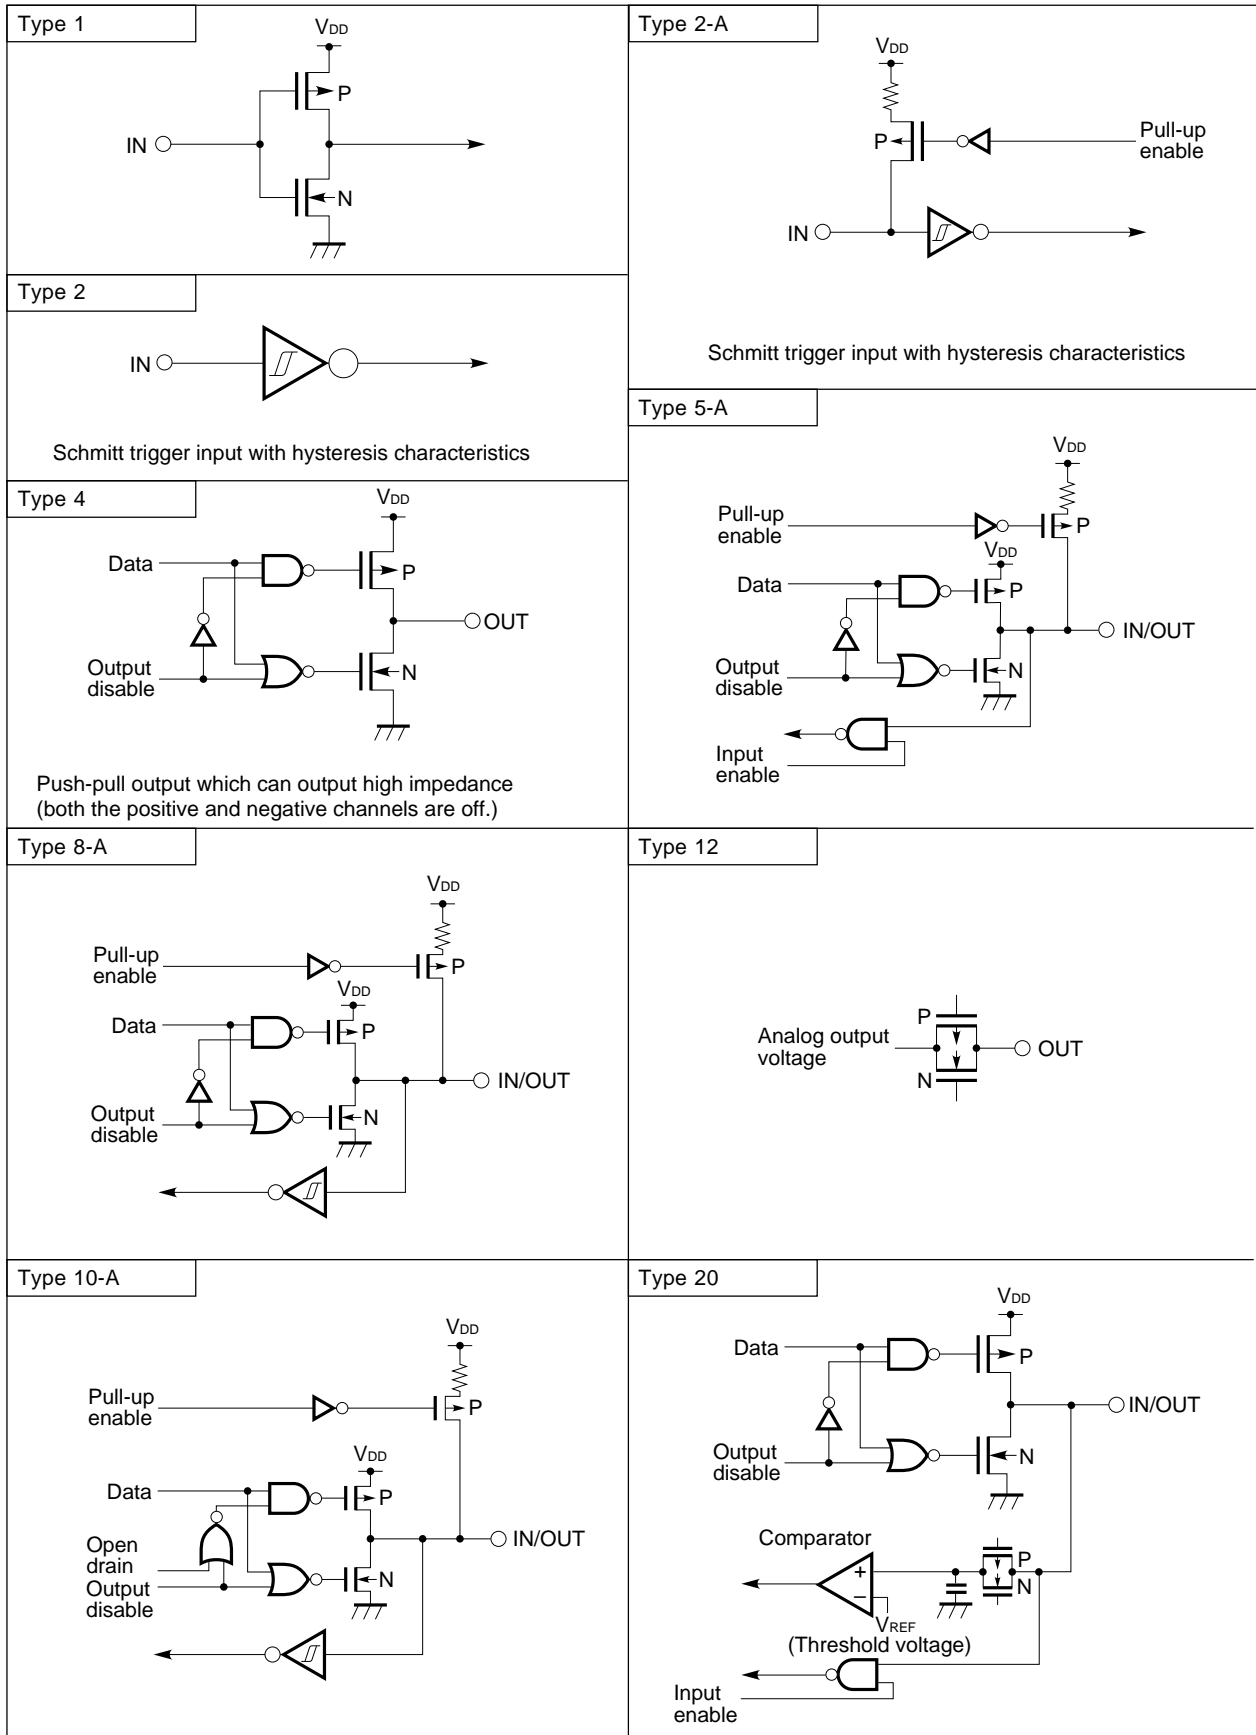 Type 1
VDD
P
IN
N
Type 2-A
VDD
P
Pull-up
enable
IN
Schmitt trigger input with hysteresis characteristics
Type 2
IN
Schmitt trigger input with hysteresis characteristics
Type 5-A
VDD
Pull-up
enable
P
VDD
Data
P
IN/OUT
Output
disable
N
Input
enable
Type 4
VDD
Data
P
OUT
Output
disable
N
Push-pull output which can output high impedance
(both the positive and negative channels are off.)
Type 8-A
VDD
Pull-up
enable
P
VDD
Data
P
IN/OUT
Output
disable
N
Type 12
P
Analog output
voltage
OUT
N
Type 10-A
VDD
Pull-up
enable
P
VDD
Data
P
IN/OUT
Open
drain
Output
disable
N
Type 20
VDD
Data
P
IN/OUT
Output
disable
N
Comparator
P
N
+
–
VREF
(Threshold voltage)
Input
enable